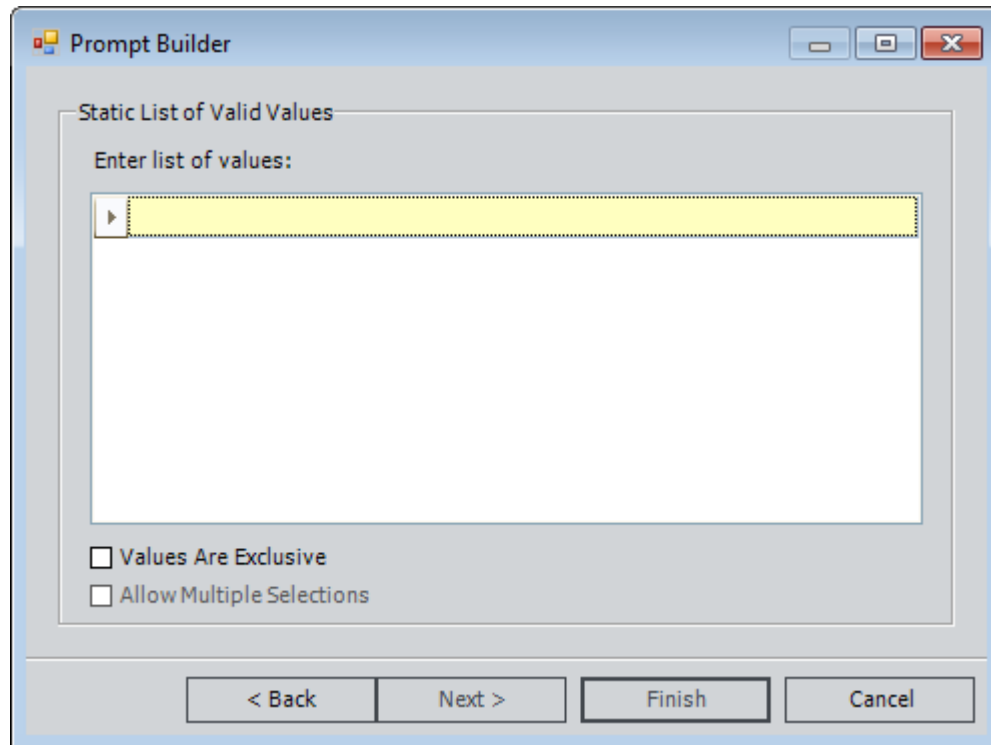 Prompt Builder
Static List of Valid Values
Enter list of values:
Values Are Exclusive
Allow Multiple Selections
< Back Next > Finish Cancel